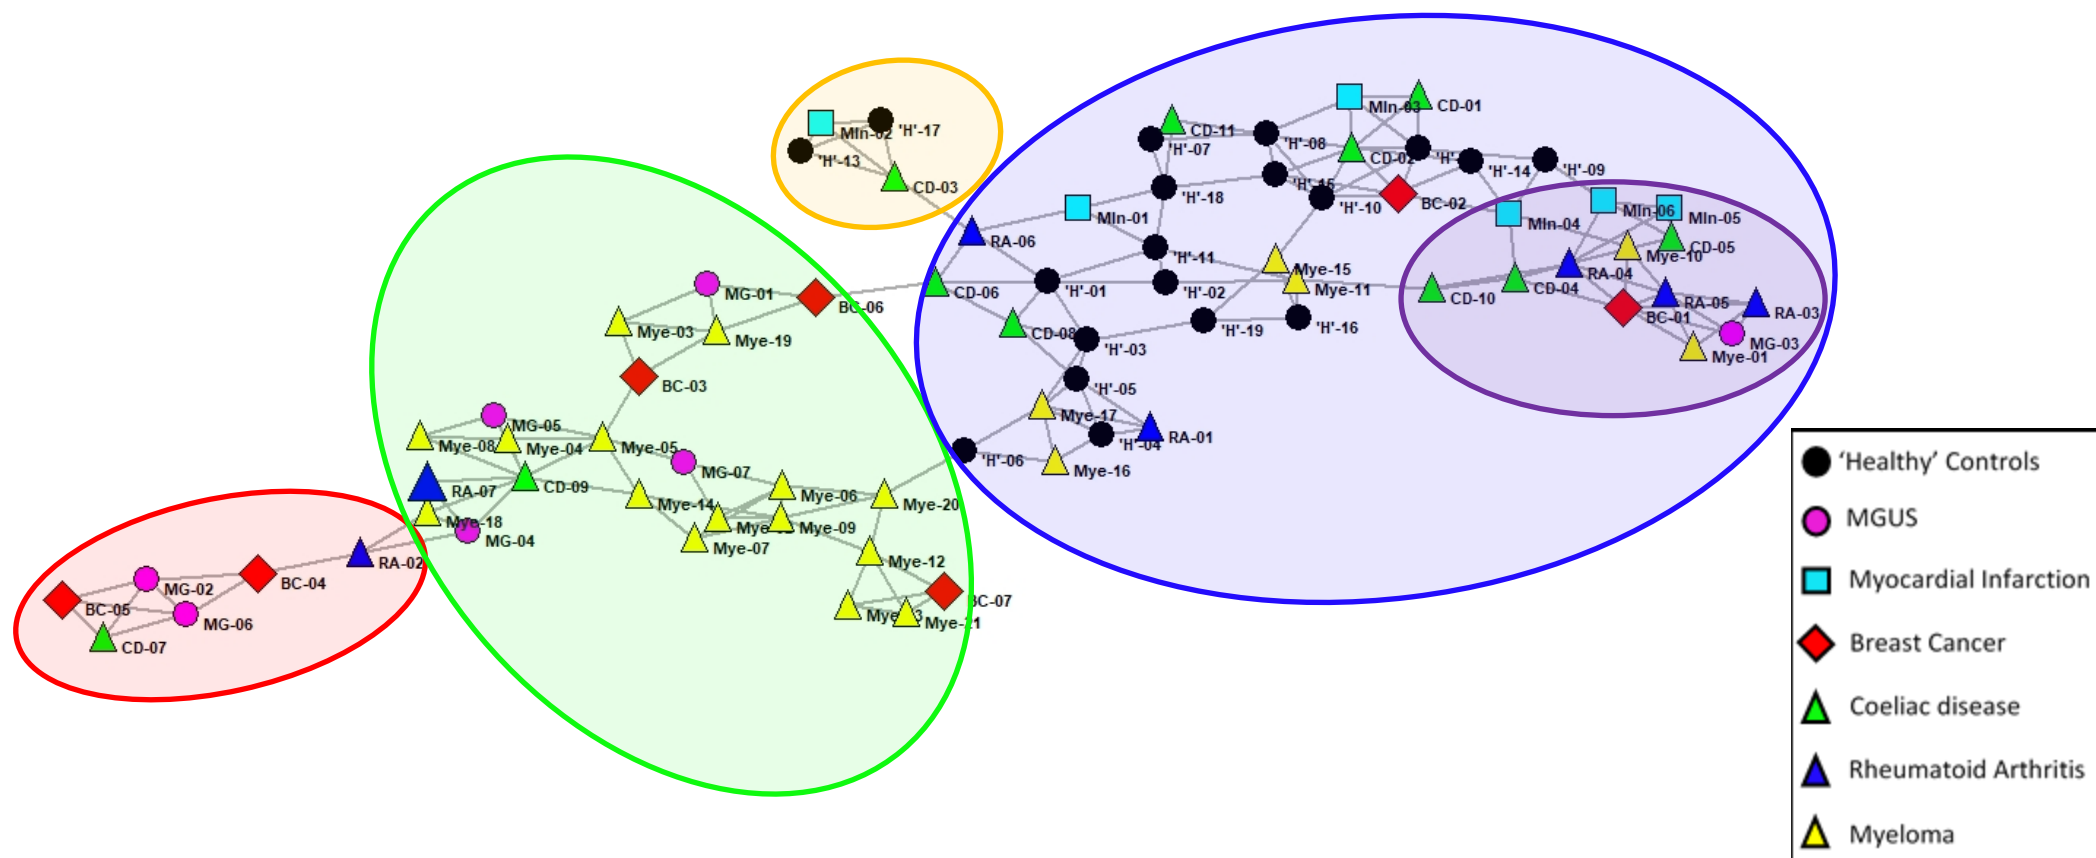 MIn-03
CD-01
'H'-17
MIn-02
'H'-13
CD-11
'H'-07
'H'-08
CD-02
'H'
'H'-14
'H'-09
CD-03
'H'-15
'H'-18
'H'-10
BC-02
MIn-01
MIn-04
MIn-06
MIn-05
RA-06
'H'-11
CD-05
Mye-10
Mye-15
RA-04
CD-06
'H'-01
'H'-02
Mye-11
CD-10
CD-04
RA-05
RA-03
MG-01
BC-06
BC-01
Mye-03
Mye-19
CD-08
'H'-03
'H'-19
'H'-16
MG-03
Mye-01
BC-03
'H'-05
Mye-17
MG-05
Mye-08
Mye-04
Mye-05
'H'-04
RA-01
'H'-06
Mye-16
MG-07
RA-07
CD-09
Mye-06
Mye-14
Mye-20
Mye-18
Mye-09
MG-04
Mye-07
RA-02
Mye-12
BC-04
MG-02
BC-05
MG-06
BC-07
Mye-21
CD-07
'Healthy' Controls
MGUS
Myocardial Infarction
Breast Cancer
Coeliac disease
Rheumatoid Arthritis
Myeloma